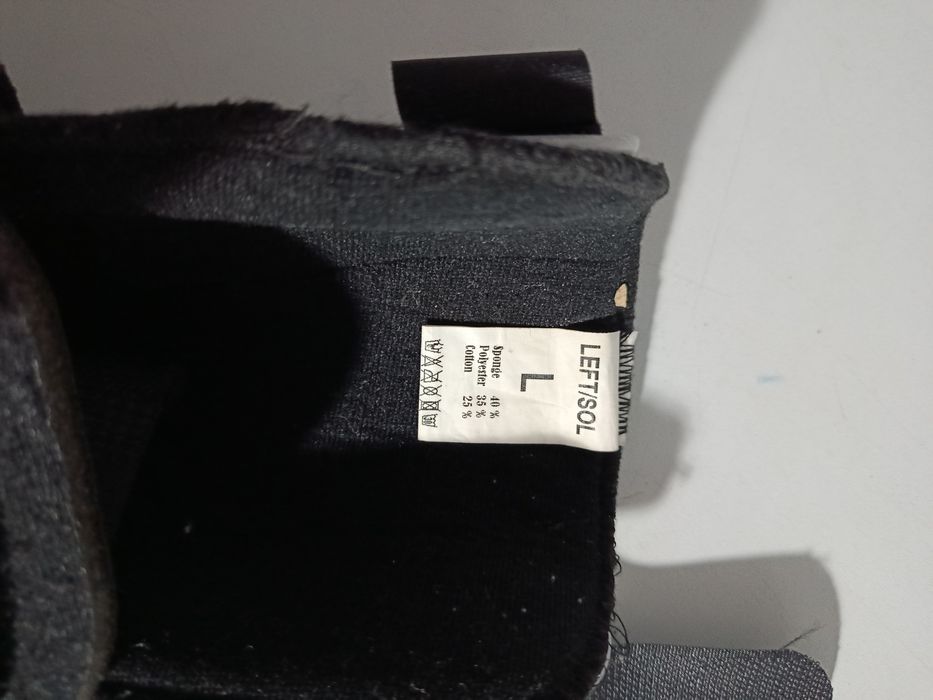 LEFT/SOL
L
Sponge 40 %
Polyester 35 %
Cotton 25 %